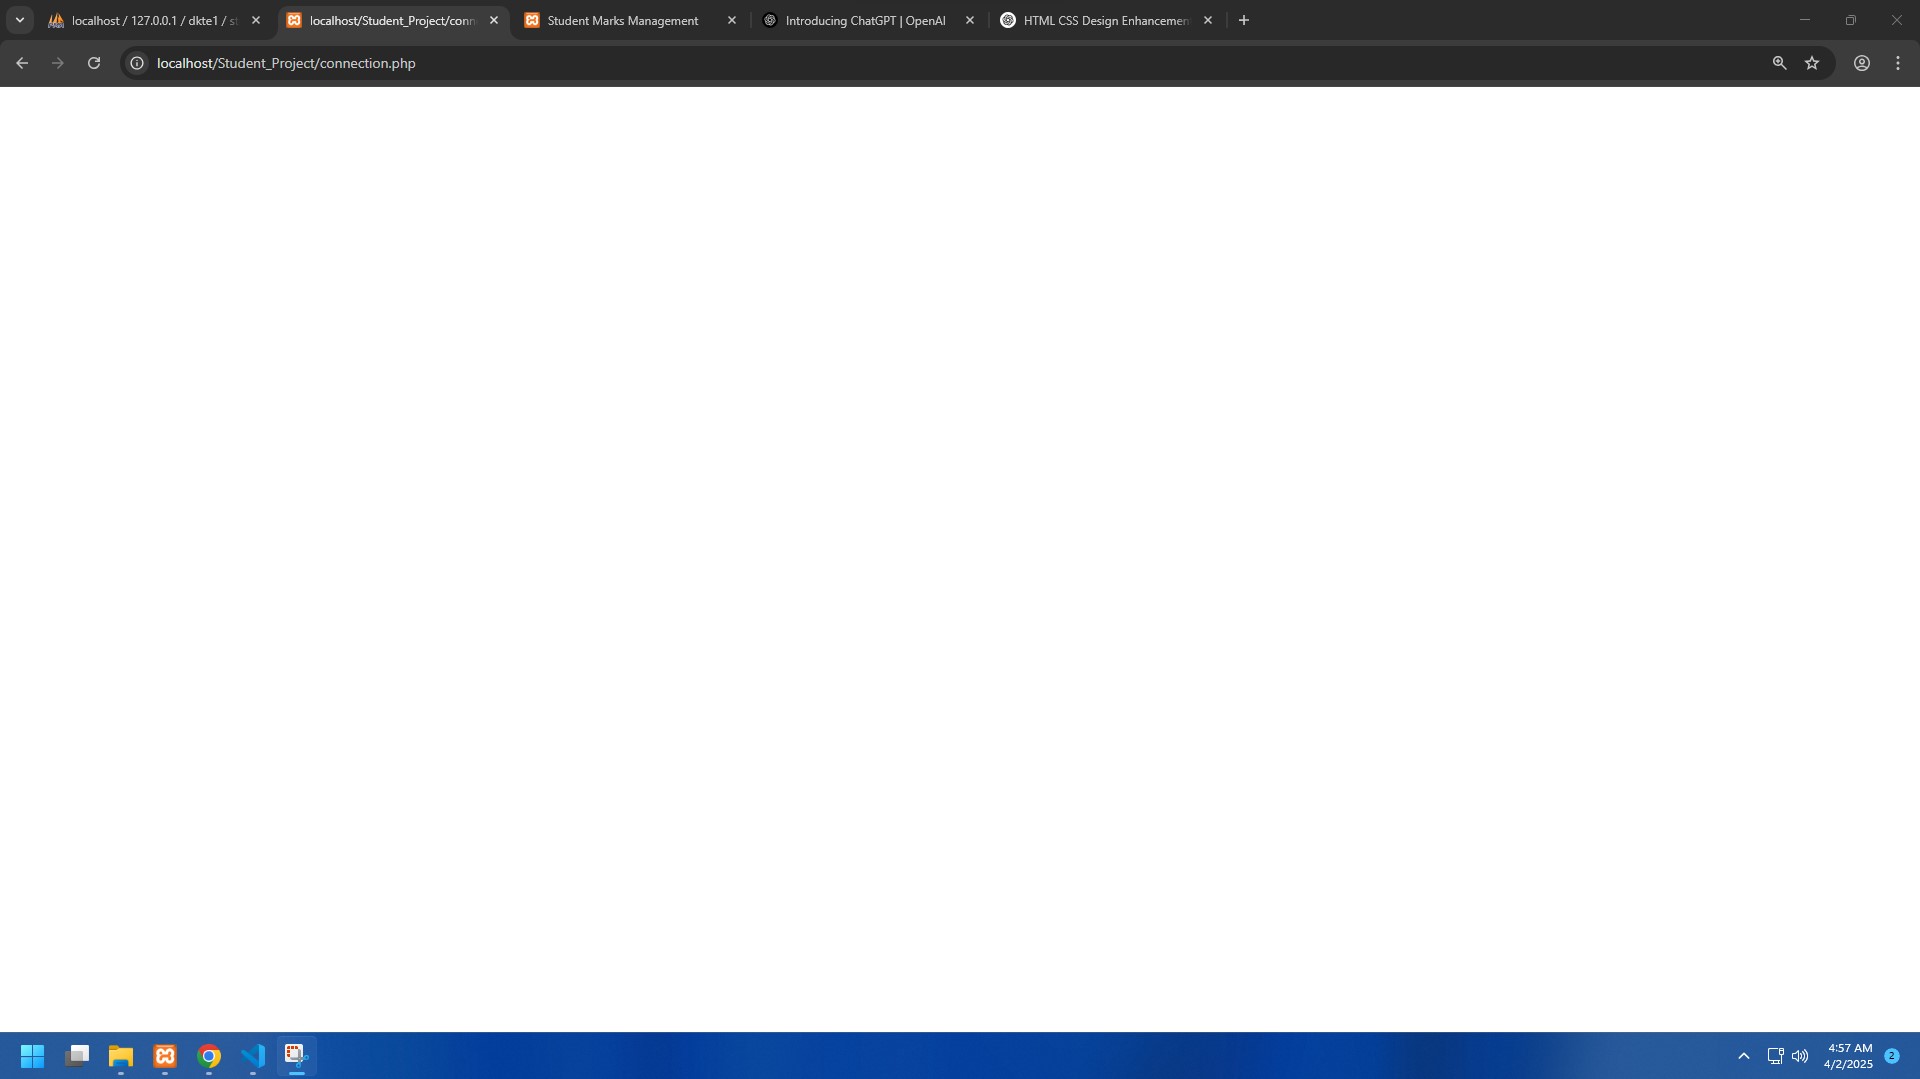 localhost / 127.0.0.1 / dkte1 / st
localhost/Student_Project/conn
Student Marks Management
Introducing ChatGPT | OpenAI
HTML CSS Design Enhancement
localhost/Student_Project/connection.php
4:57 AM
4/2/2025
2